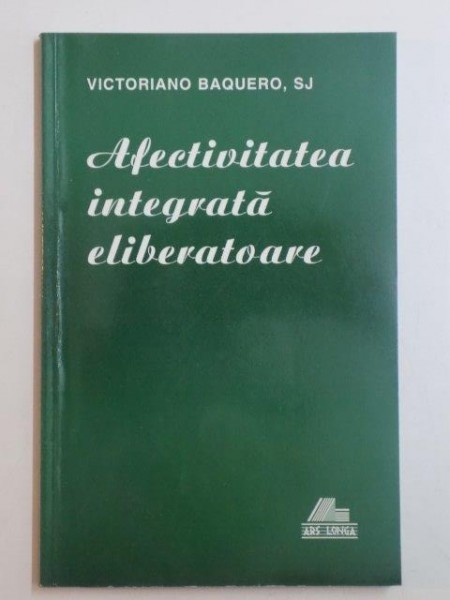 VICTORIANO BAQUERO, SJ
Afectivitatea
integrată
eliberatoare
ARS LONGA